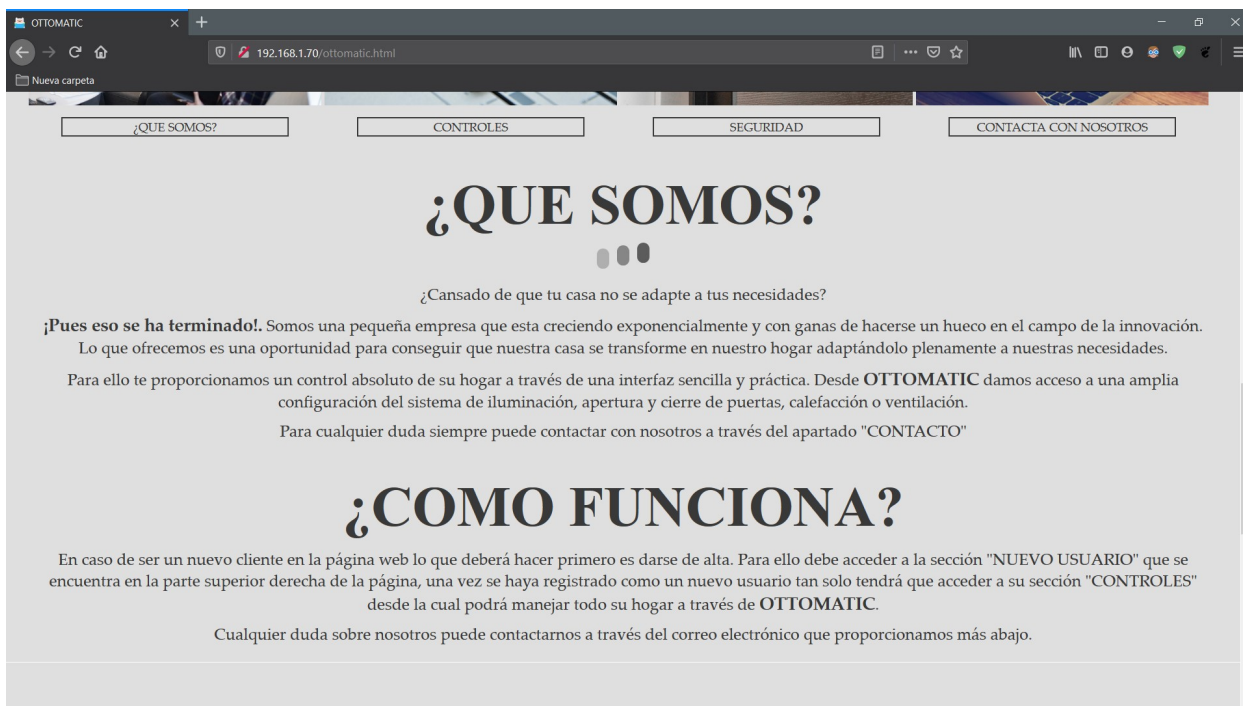 OTTOMATIC
192.168.1.70/ottomatic.html
Nueva carpeta
¿QUE SOMOS?
CONTROLES
SEGURIDAD
CONTACTA CON NOSOTROS
¿QUE SOMOS?
¿Cansado de que tu casa no se adapte a tus necesidades?
¡Pues eso se ha terminado!. Somos una pequeña empresa que esta creciendo exponencialmente y con ganas de hacerse un hueco en el campo de la innovación.
Lo que ofrecemos es una oportunidad para conseguir que nuestra casa se transforme en nuestro hogar adaptándolo plenamente a nuestras necesidades.
Para ello te proporcionamos un control absoluto de su hogar a través de una interfaz sencilla y práctica. Desde OTTOMATIC damos acceso a una amplia
configuración del sistema de iluminación, apertura y cierre de puertas, calefacción o ventilación.
Para cualquier duda siempre puede contactar con nosotros a través del apartado "CONTACTO"
¿COMO FUNCIONA?
En caso de ser un nuevo cliente en la página web lo que deberá hacer primero es darse de alta. Para ello debe acceder a la sección "NUEVO USUARIO" que se
encuentra en la parte superior derecha de la página, una vez se haya registrado como un nuevo usuario tan solo tendrá que acceder a su sección "CONTROLES"
desde la cual podrá manejar todo su hogar a través de OTTOMATIC.
Cualquier duda sobre nosotros puede contactarnos a través del correo electrónico que proporcionamos más abajo.